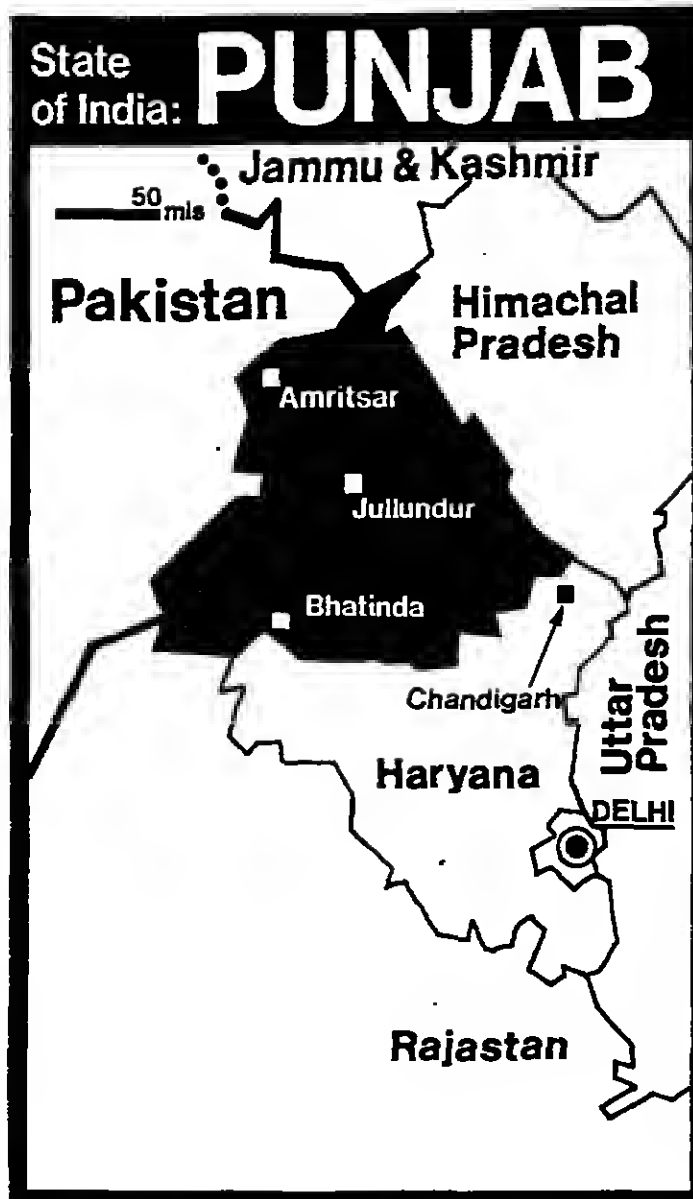 State
of India:
PUNJAB
Jammu & Kashmir
50 mls
Pakistan
Himachal
Pradesh
Amritsar
Jullundur
Bhatinda
Chandigarh
Uttar
Pradesh
Haryana
DELHI
Rajastan